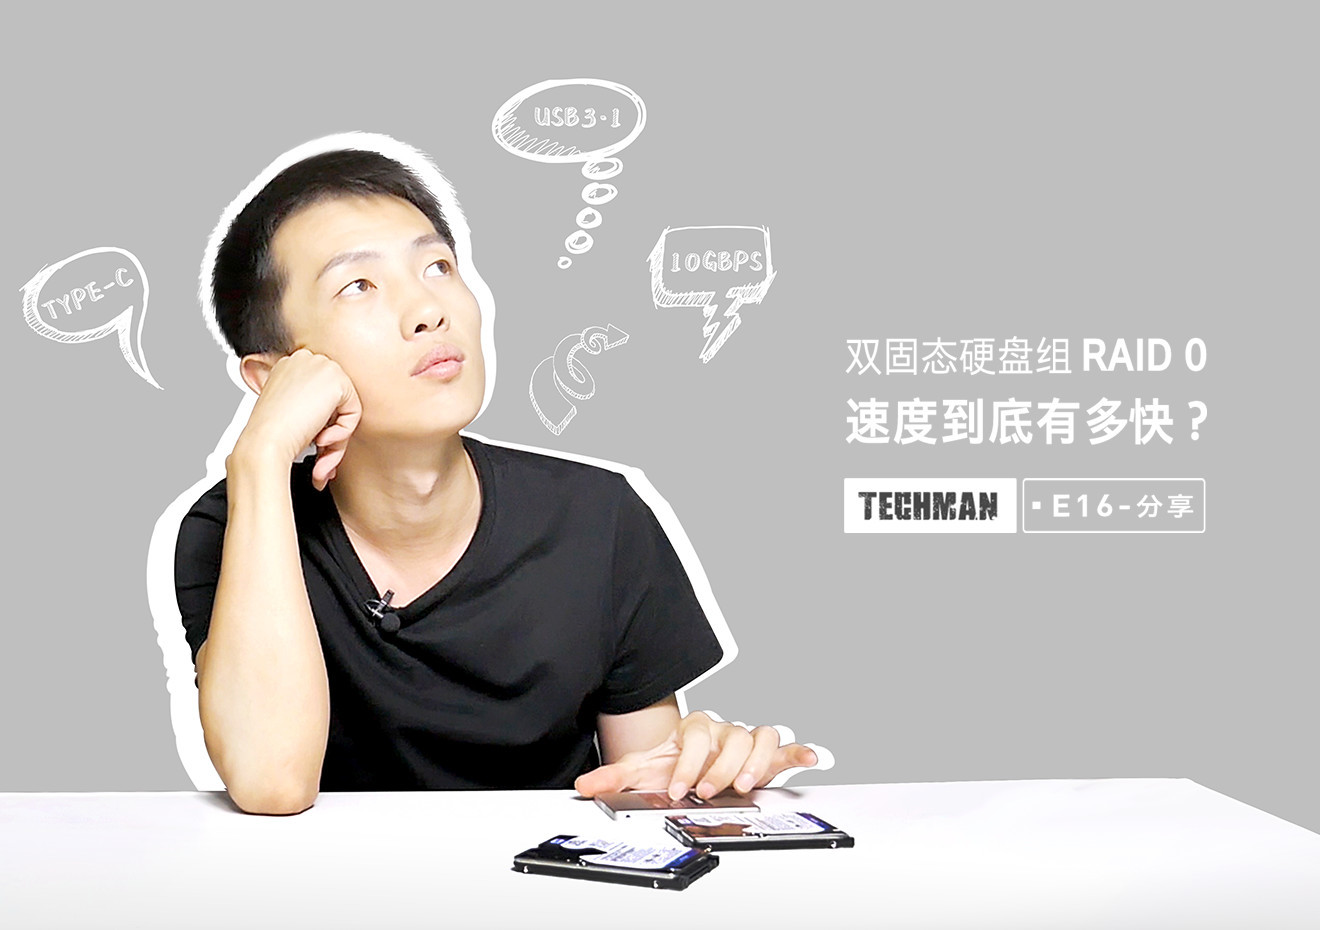 USB3.1
TYPE-C
10GBPS
双固态硬盘组 RAID 0
速度到底有多快？
TECHMAN
·E16-分享